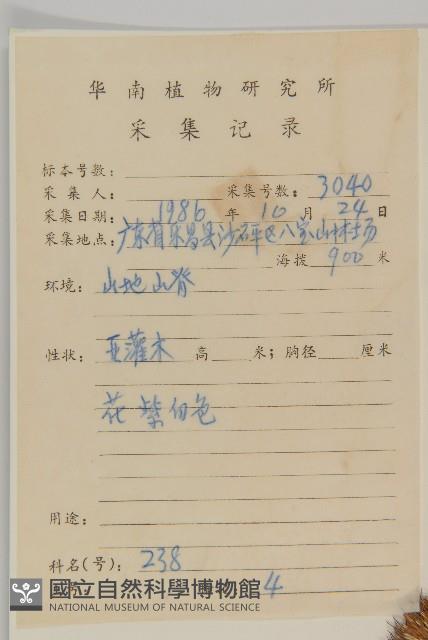 华南植物研究所
采集记录
标本号数：
采集人： 采集号数：3040
采集日期：1986 年 10 月 24 日
采集地点：广东省乐昌县沙坪区八宝山林场
海拔 900 米
环境：山地山脊
性状：亚灌木 高 米；胸径 厘米
花紫白色
用途：
科名(号)：238
4
國立自然科學博物館
NATIONAL MUSEUM OF NATURAL SCIENCE